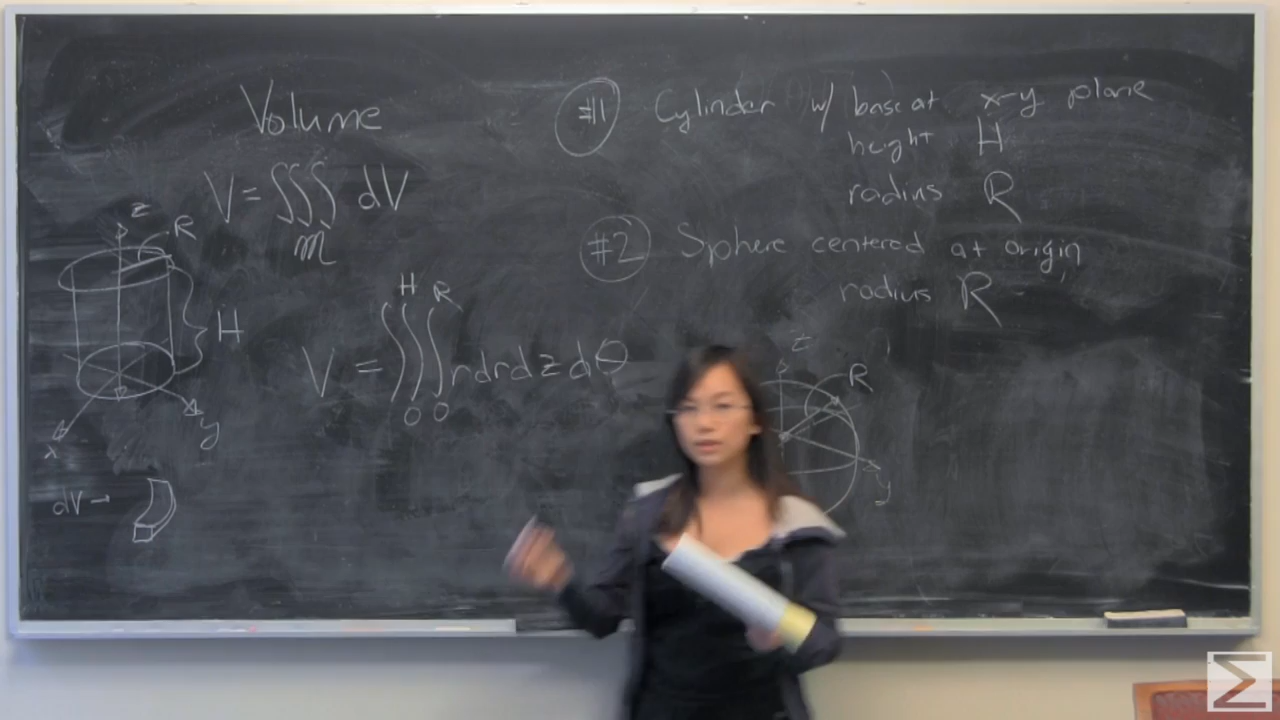 Volume
V = ∭ dV
m
#1 Cylinder w/ base at x-y plane
height H
radius R
#2 Sphere centered at origin
radius R
z
R
H
x
y
dV →
H R
V = ∭ r dr dz dθ
0 0
z
R
y
Σ